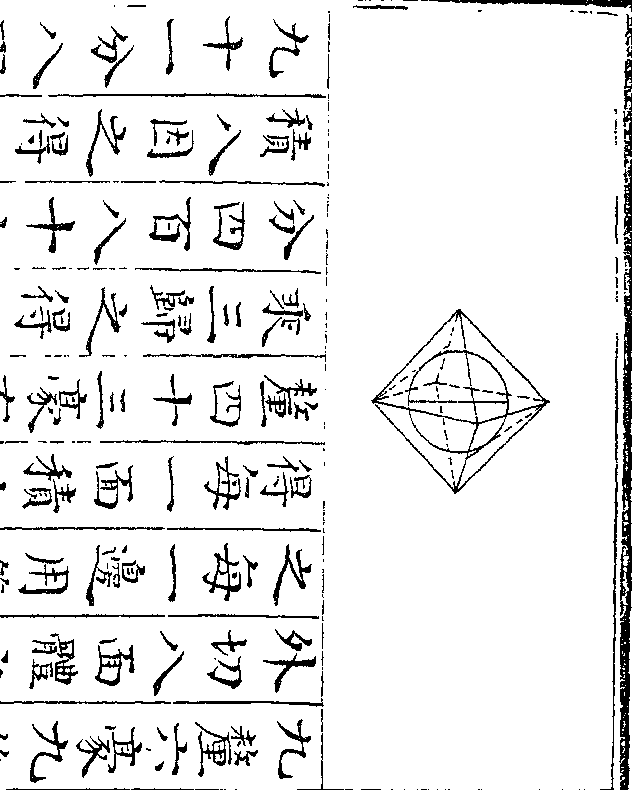 九釐六毫九
外切八面體
之每一邊用
得每一面積
釐四十三毫
乘三歸之得
分四百八十
積八因之得
九十一分八